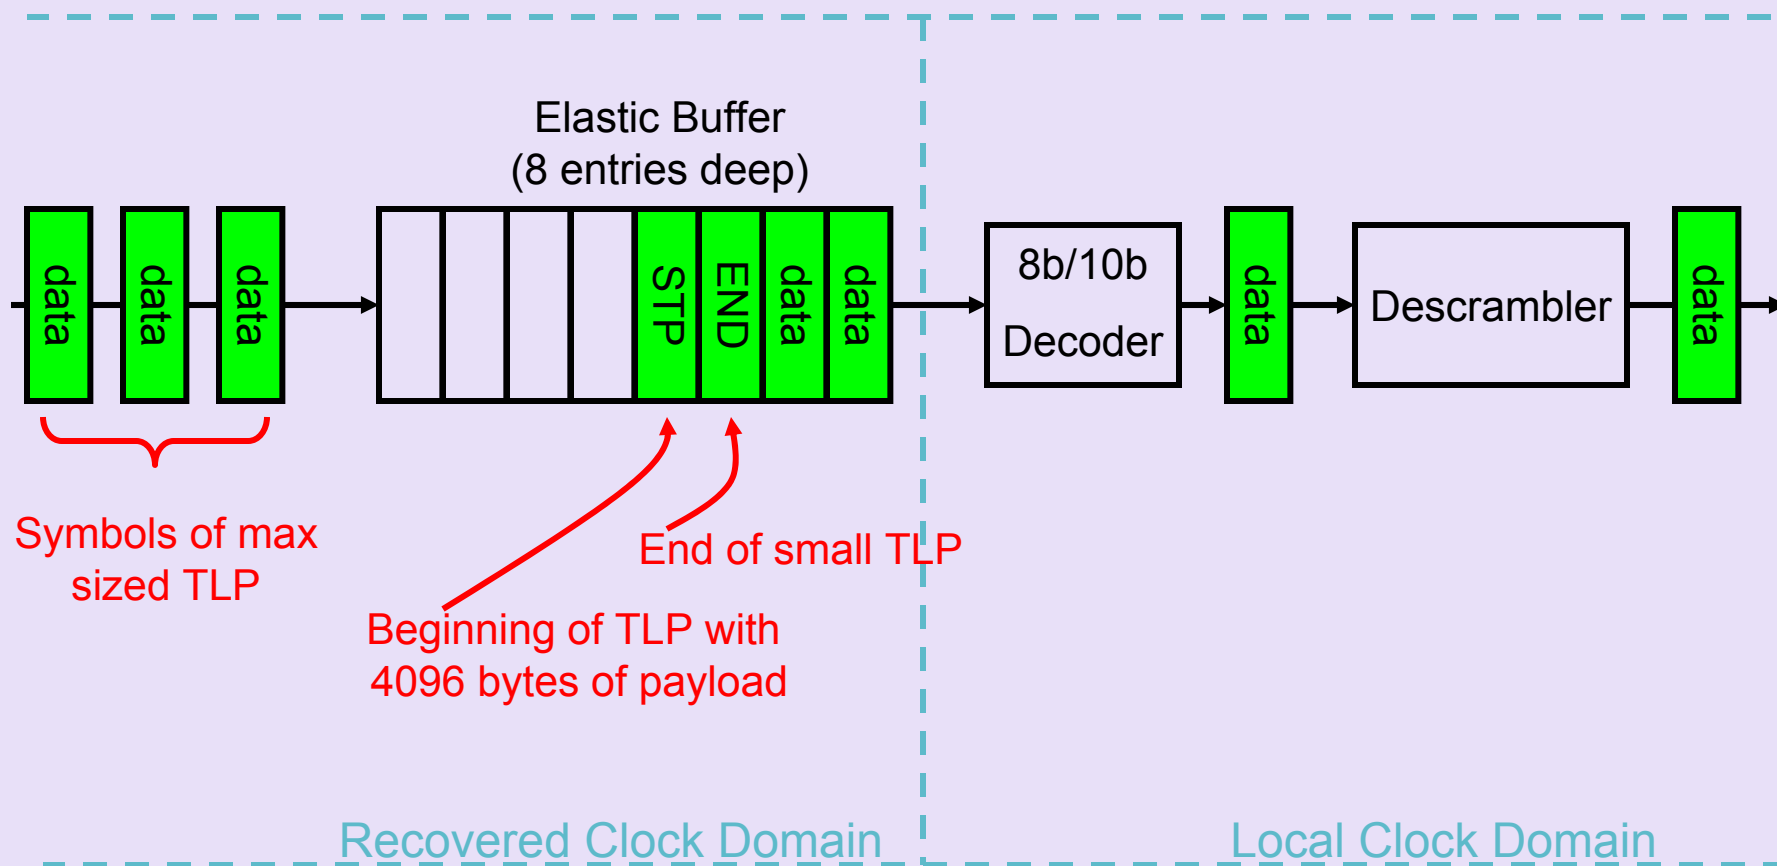 Elastic Buffer
(8 entries deep)
data
data
data
STP
END
data
data
8b/10b
Decoder
data
Descrambler
data
Symbols of max
sized TLP
End of small TLP
Beginning of TLP with
4096 bytes of payload
Recovered Clock Domain
Local Clock Domain